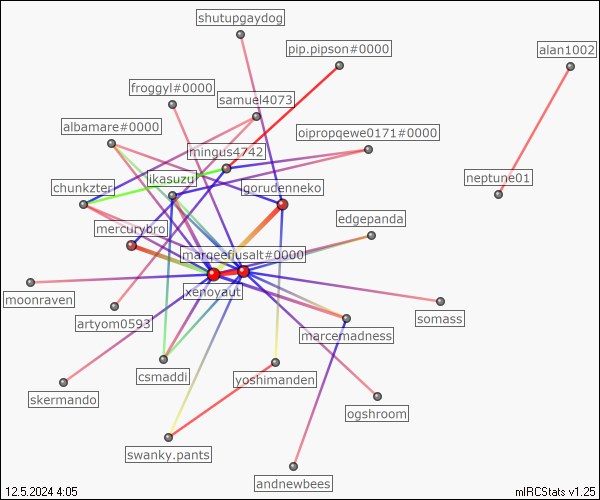 shutupgaydog
pip.pipson#0000
alan1002
froggyl#0000
samuel4073
albamare#0000
oipropqewe0171#0000
mingus4742
likasuzu
chunkzter
gorudenneko
neptune01
edgepanda
mercurybro
marqeefiusalt#0000
xenoyaut
moonraven
artyom0593
somass
marcemadness
csmaddi
yoshimanden
skermando
ogshroom
swanky.pants
andnewbees
12.5.2024 4:05
mIRCStats v1.25